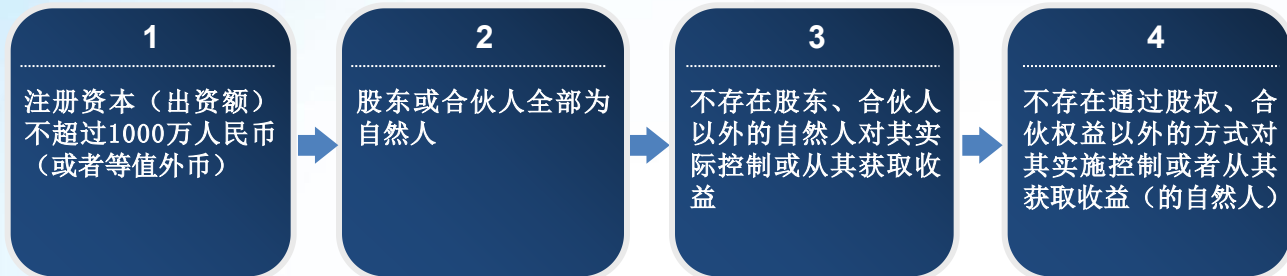 1
注册资本（出资额）
不超过1000万人民币
（或者等值外币）
2
股东或合伙人全部为
自然人
3
不存在股东、合伙人
以外的自然人对其实
际控制或从其获取收
益
4
不存在通过股权、合
伙权益以外的方式对
其实施控制或者从其
获取收益（的自然人）